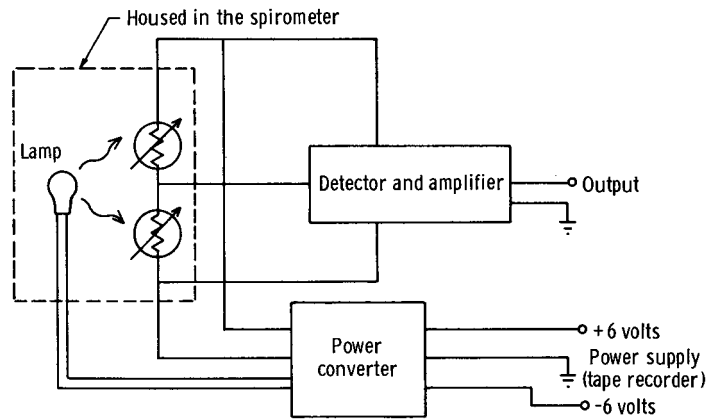 Housed in the spirometer
Lamp
Detector and amplifier
Output
Power
converter
+6 volts
Power supply
(tape recorder)
-6 volts